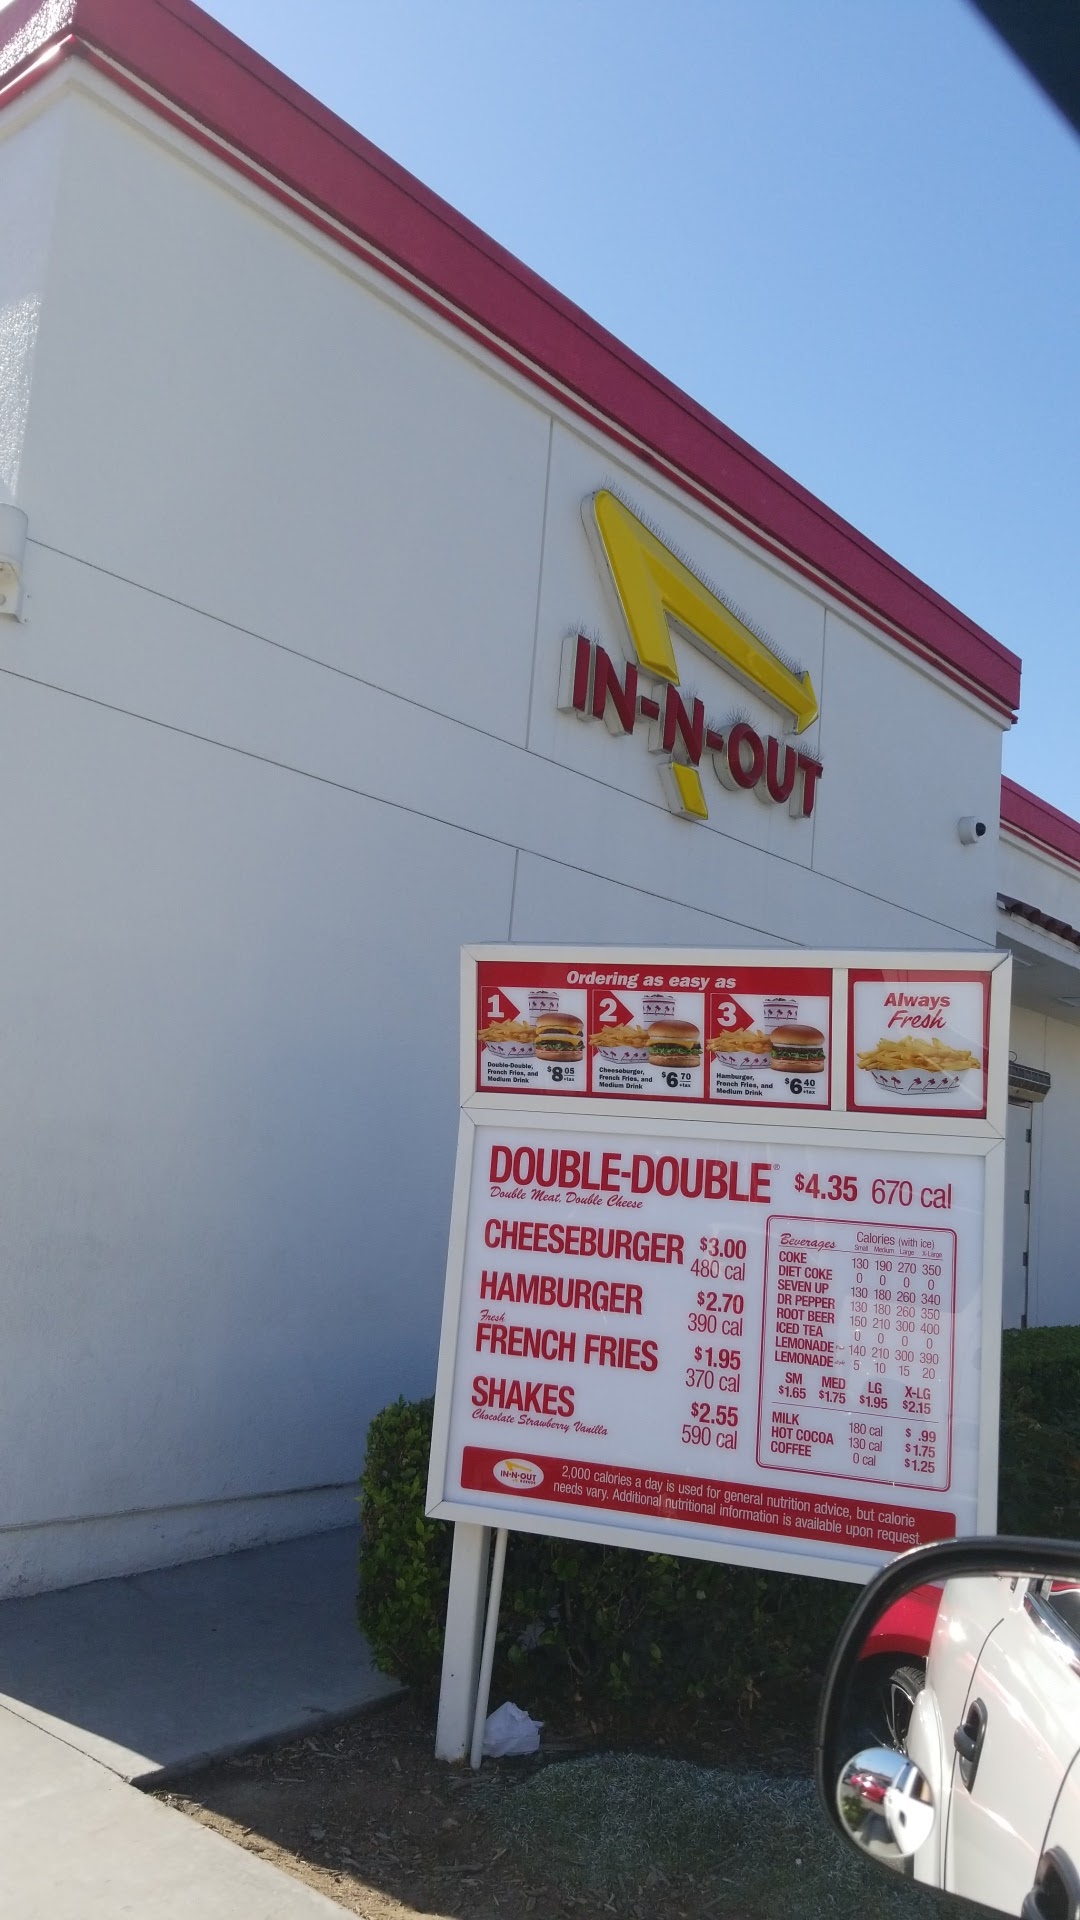 IN-N-OUT
Ordering as easy as
1
Double-Double,
French Fries, and
Medium Drink
$8 05
+tax
2
Cheeseburger,
French Fries, and
Medium Drink
$6 70
+tax
3
Hamburger,
French Fries, and
Medium Drink
$6 40
+tax
Always
Fresh
DOUBLE-DOUBLE® $4.35 670 cal
Double Meat, Double Cheese
CHEESEBURGER $3.00
480 cal
HAMBURGER $2.70
390 cal
Fresh
FRENCH FRIES $1.95
370 cal
SHAKES $2.55
Chocolate Strawberry Vanilla 590 cal
Beverages Calories (with ice)
Small Medium Large X-Large
COKE 130 190 270 350
DIET COKE 0 0 0 0
SEVEN UP 130 180 260 340
DR PEPPER 130 180 260 350
ROOT BEER 150 210 300 400
ICED TEA 0 0 0 0
LEMONADE 140 210 300 390
LEMONADE 5 10 15 20
SM MED LG X-LG
$1.65 $1.75 $1.95 $2.15
MILK 180 cal $ .99
HOT COCOA 130 cal $1.75
COFFEE 0 cal $1.25
IN-N-OUT
2,000 calories a day is used for general nutrition advice, but calorie
needs vary. Additional nutritional information is available upon request.